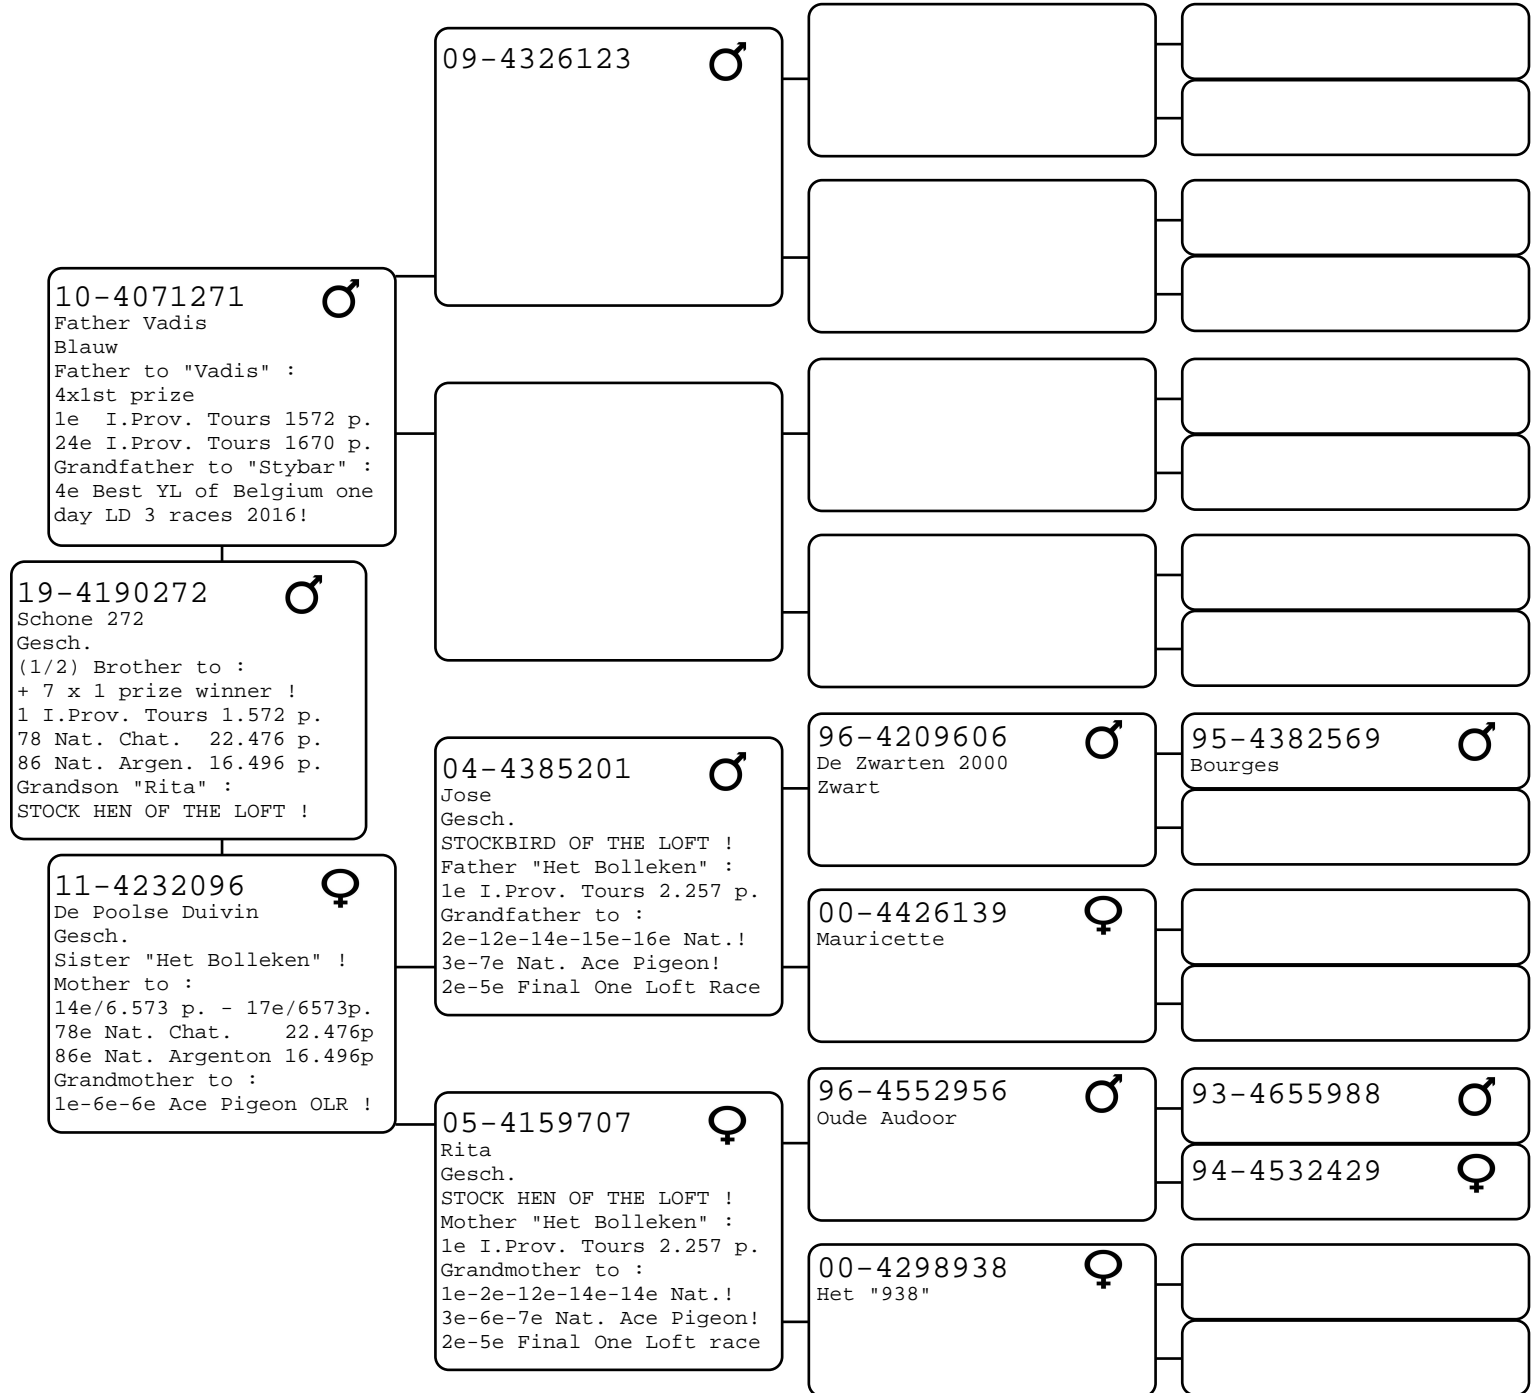 09-4326123
10-4071271
Father Vadis
Blauw
Father to "Vadis" :
4x1st prize
1e  I.Prov. Tours 1572 p.
24e I.Prov. Tours 1670 p.
Grandfather to "Stybar" :
4e Best YL of Belgium one
day LD 3 races 2016!
19-4190272
Schone 272
Gesch.
(1/2) Brother to :
+ 7 x 1 prize winner !
1 I.Prov. Tours 1.572 p.
78 Nat. Chat.  22.476 p.
86 Nat. Argen. 16.496 p.
Grandson "Rita" :
STOCK HEN OF THE LOFT !
11-4232096
De Poolse Duivin
Gesch.
Sister "Het Bolleken" !
Mother to :
14e/6.573 p. - 17e/6573p.
78e Nat. Chat.    22.476p
86e Nat. Argenton 16.496p
Grandmother to :
1e-6e-6e Ace Pigeon OLR !
04-4385201
Jose
Gesch.
STOCKBIRD OF THE LOFT !
Father "Het Bolleken" :
1e I.Prov. Tours 2.257 p.
Grandfather to :
2e-12e-14e-15e-16e Nat.!
3e-7e Nat. Ace Pigeon!
2e-5e Final One Loft Race
05-4159707
Rita
Gesch.
STOCK HEN OF THE LOFT !
Mother "Het Bolleken" :
1e I.Prov. Tours 2.257 p.
Grandmother to :
1e-2e-12e-14e-14e Nat.!
3e-6e-7e Nat. Ace Pigeon!
2e-5e Final One Loft race
96-4209606
De Zwarten 2000
Zwart
00-4426139
Mauricette
96-4552956
Oude Audoor
00-4298938
Het "938"
95-4382569
Bourges
93-4655988
94-4532429